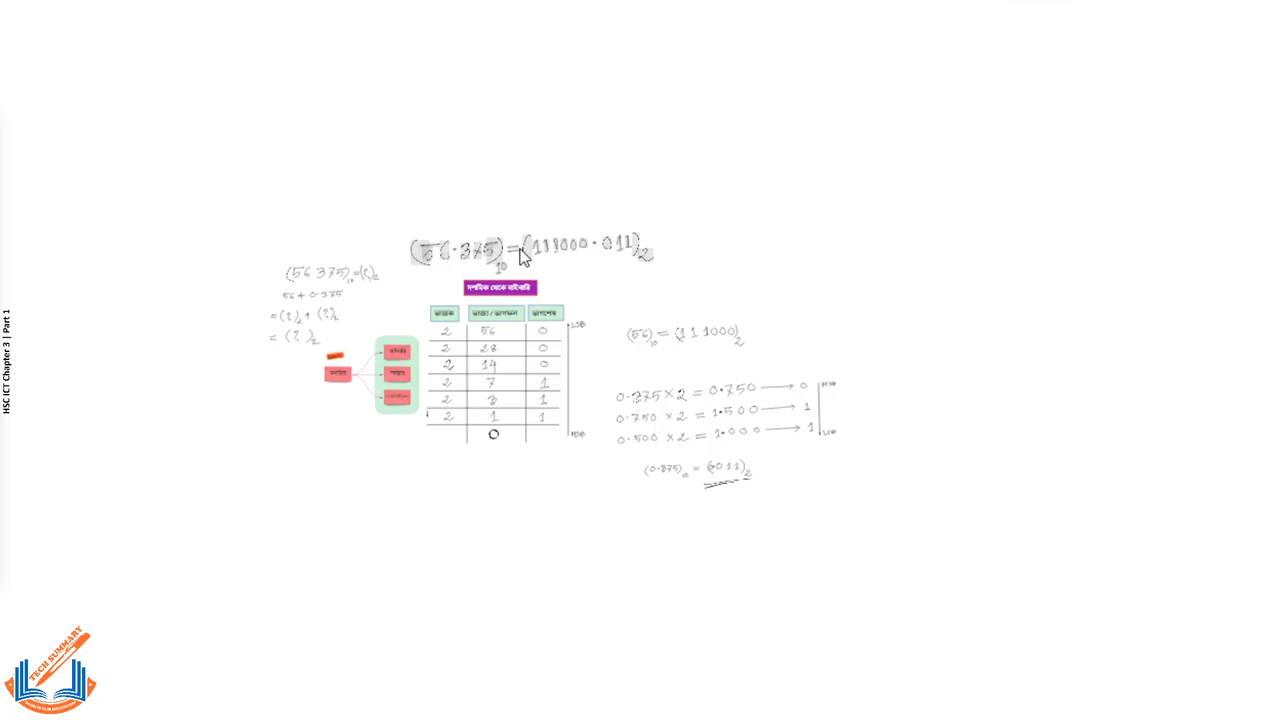 HSC ICT Chapter 3 | Part 1
(56.375)₁₀ = (111000.011)₂
(56 375)₁₀ = (?)₂
56 + 0.375
= (?)₂ + (?)₂
= (?)₂
দশমিক থেকে বাইনারি
ভাজক ভাজ্য / ভাগফল ভাগশেষ
2 56 0 LSB
2 28 0
2 14 0
2 7 1
2 3 1
2 1 1
0 MSB
(56)₁₀ = (111000)₂
0.375 × 2 = 0.750 → 0 MSB
0.750 × 2 = 1.500 → 1
0.500 × 2 = 1.000 → 1 LSB
(0.375)₁₀ = (.011)₂
TECH SUMMARY